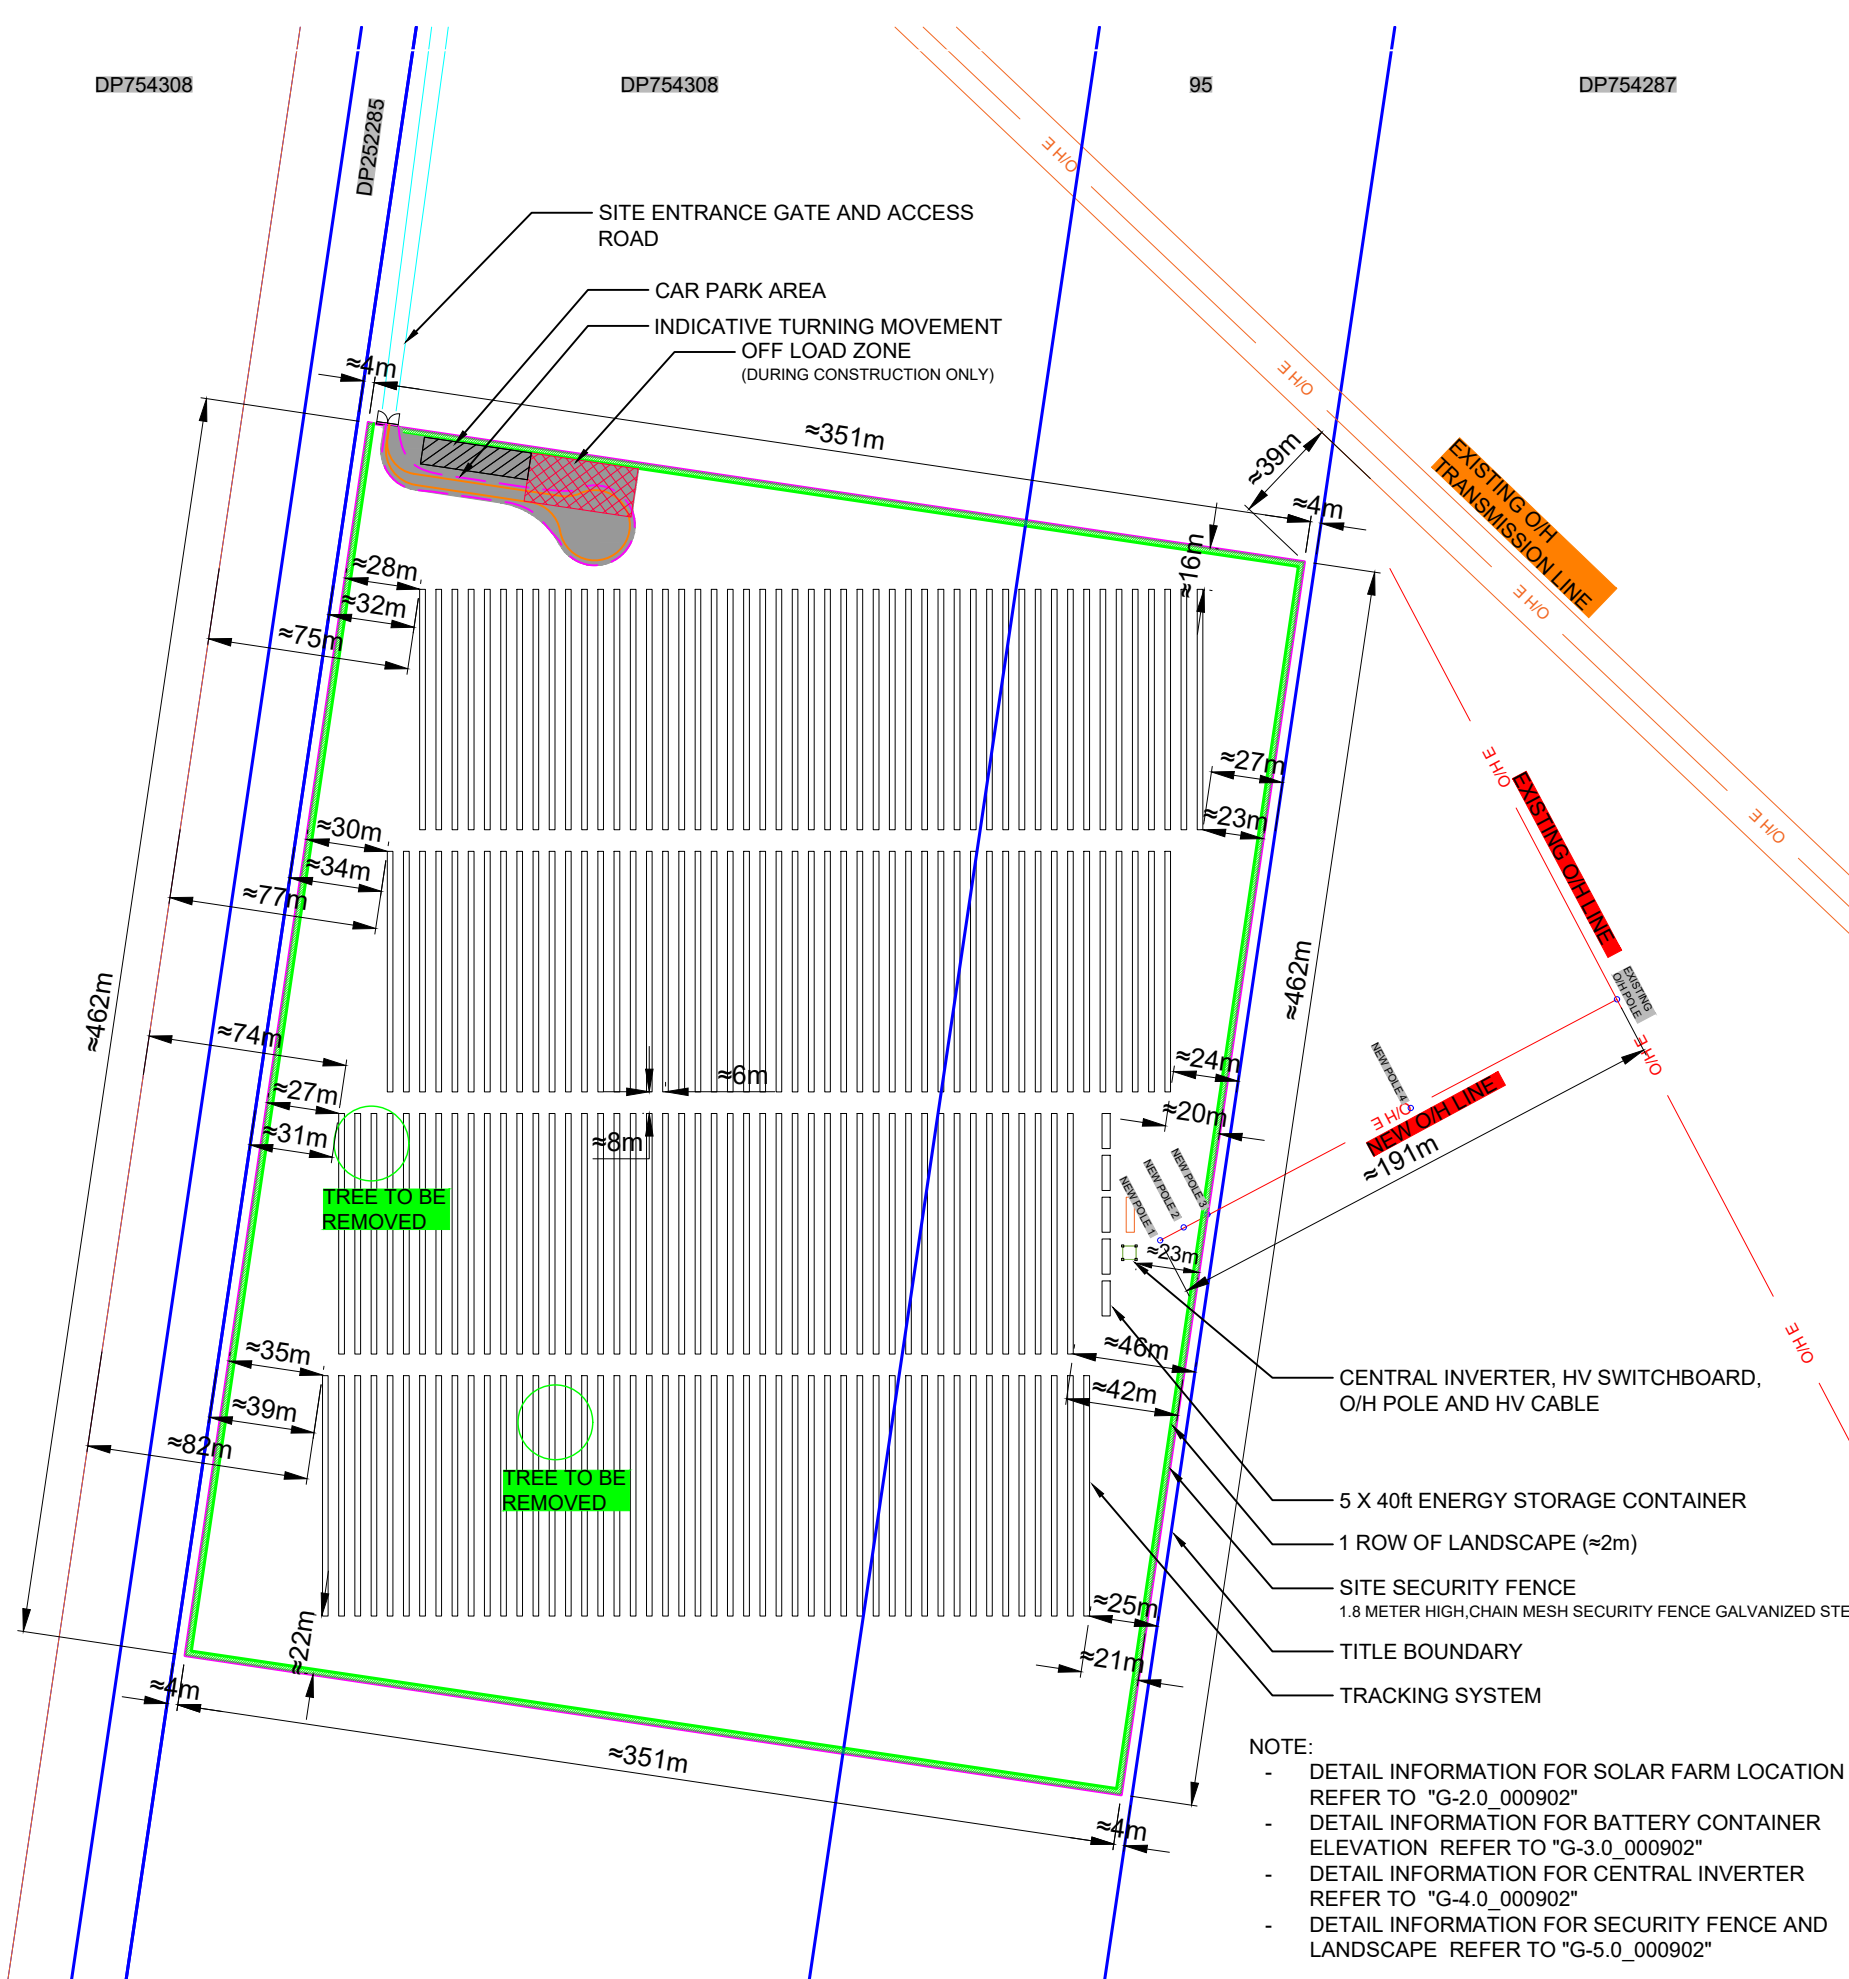 DP754308
DP754308
95
DP754287
DP252285
O/H E
SITE ENTRANCE GATE AND ACCESS
ROAD
CAR PARK AREA
INDICATIVE TURNING MOVEMENT
OFF LOAD ZONE
(DURING CONSTRUCTION ONLY)
≈4m
≈351m
O/H E
≈39m
≈4m
EXISTING O/H
TRANSMISSION LINE
≈16m
≈28m
≈32m
≈75m
O/H E
≈27m
≈23m
O/H E
EXISTING O/H LINE
O/H E
≈30m
≈34m
≈77m
≈462m
≈462m
EXISTING
O/H POLE
≈74m
≈27m
≈31m
≈6m
≈8m
≈24m
≈20m
O/H E
NEW POLE 4
O/H E
NEW O/H LINE
≈191m
TREE TO BE
REMOVED
NEW POLE 1
NEW POLE 2
NEW POLE 3
≈23m
≈35m
≈39m
≈82m
≈46m
≈42m
O/H E
CENTRAL INVERTER, HV SWITCHBOARD,
O/H POLE AND HV CABLE
TREE TO BE
REMOVED
5 X 40ft ENERGY STORAGE CONTAINER
1 ROW OF LANDSCAPE (≈2m)
SITE SECURITY FENCE
1.8 METER HIGH,CHAIN MESH SECURITY FENCE GALVANIZED STE
TITLE BOUNDARY
TRACKING SYSTEM
≈22m
≈25m
≈21m
≈4m
≈351m
≈4m
NOTE:
- DETAIL INFORMATION FOR SOLAR FARM LOCATION
REFER TO "G-2.0_000902"
- DETAIL INFORMATION FOR BATTERY CONTAINER
ELEVATION REFER TO "G-3.0_000902"
- DETAIL INFORMATION FOR CENTRAL INVERTER
REFER TO "G-4.0_000902"
- DETAIL INFORMATION FOR SECURITY FENCE AND
LANDSCAPE REFER TO "G-5.0_000902"